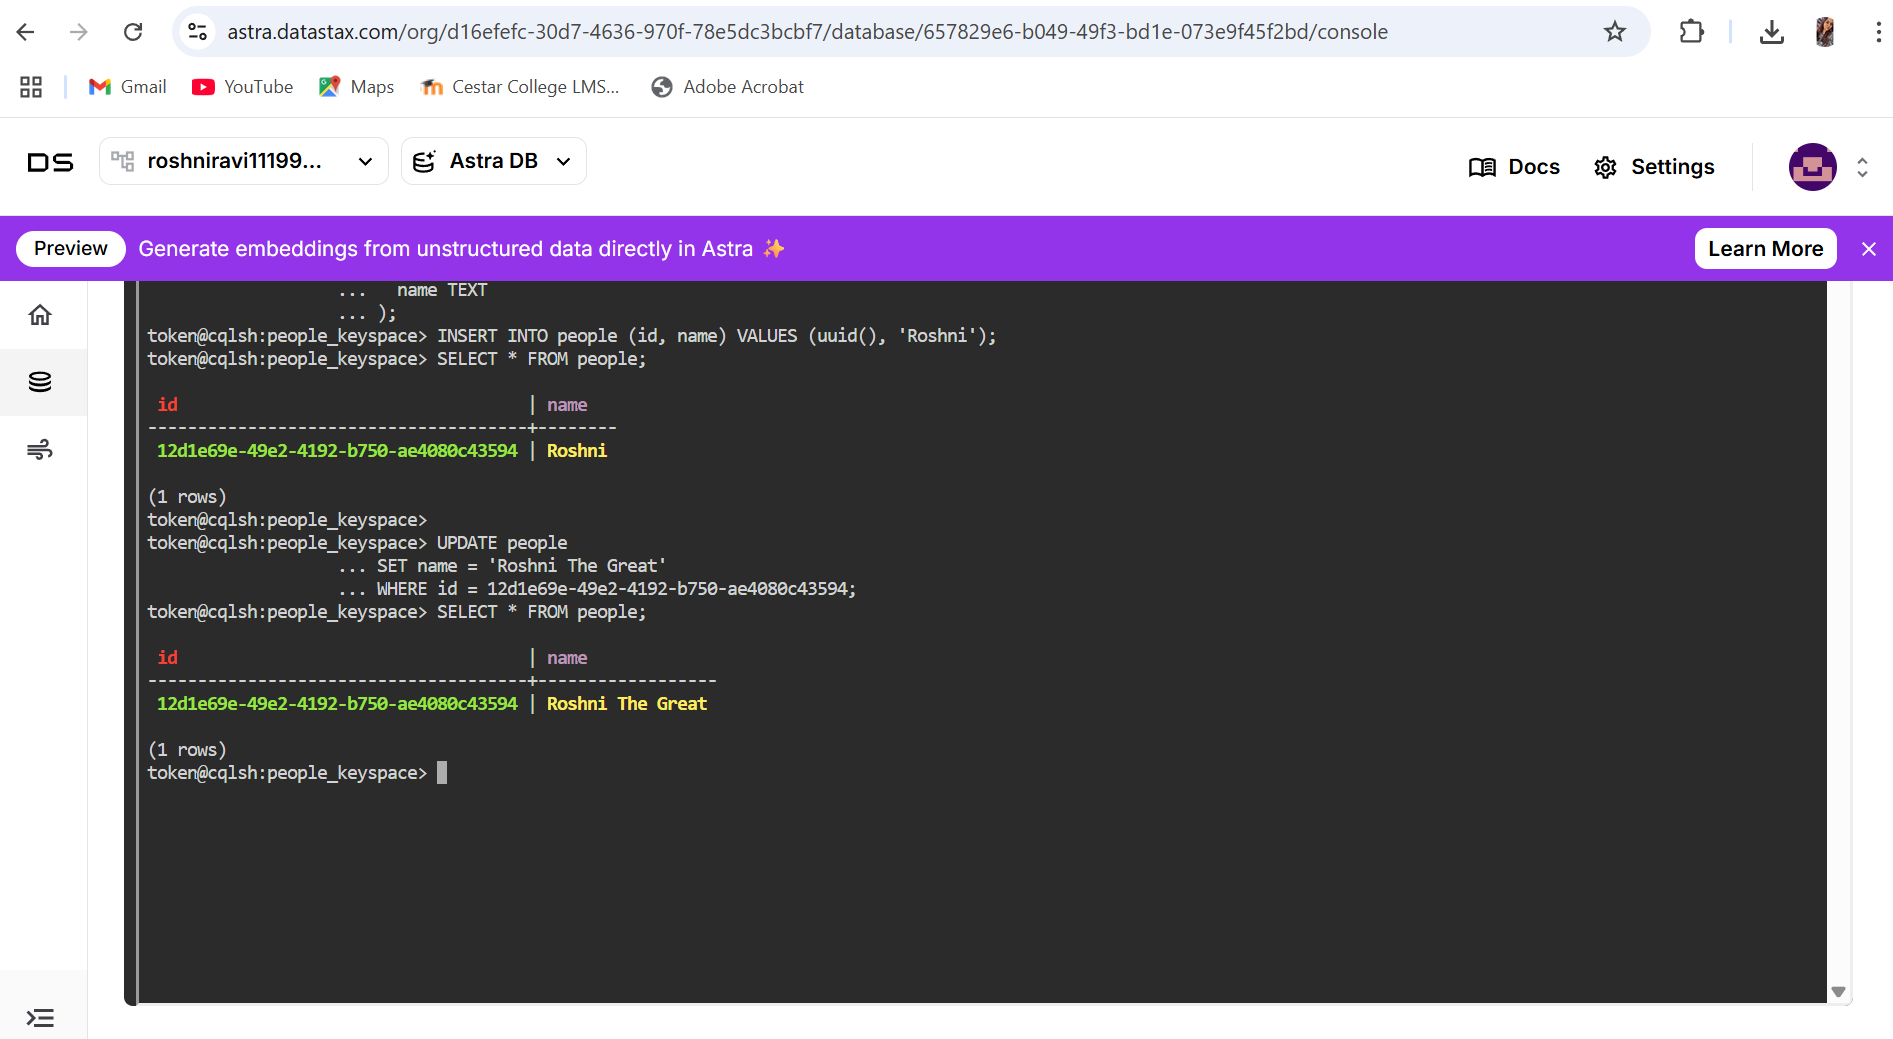 astra.datastax.com/org/d16efefc-30d7-4636-970f-78e5dc3bcbf7/database/657829e6-b049-49f3-bd1e-073e9f45f2bd/console
Gmail YouTube Maps Cestar College LMS... Adobe Acrobat
DS roshniravi11199... Astra DB Docs Settings
Preview Generate embeddings from unstructured data directly in Astra ✨ Learn More
... name TEXT
... );
token@cqlsh:people_keyspace> INSERT INTO people (id, name) VALUES (uuid(), 'Roshni');
token@cqlsh:people_keyspace> SELECT * FROM people;
id | name
--------------------------------------+--------
12d1e69e-49e2-4192-b750-ae4080c43594 | Roshni
(1 rows)
token@cqlsh:people_keyspace>
token@cqlsh:people_keyspace> UPDATE people
... SET name = 'Roshni The Great'
... WHERE id = 12d1e69e-49e2-4192-b750-ae4080c43594;
token@cqlsh:people_keyspace> SELECT * FROM people;
id | name
--------------------------------------+------------------
12d1e69e-49e2-4192-b750-ae4080c43594 | Roshni The Great
(1 rows)
token@cqlsh:people_keyspace>